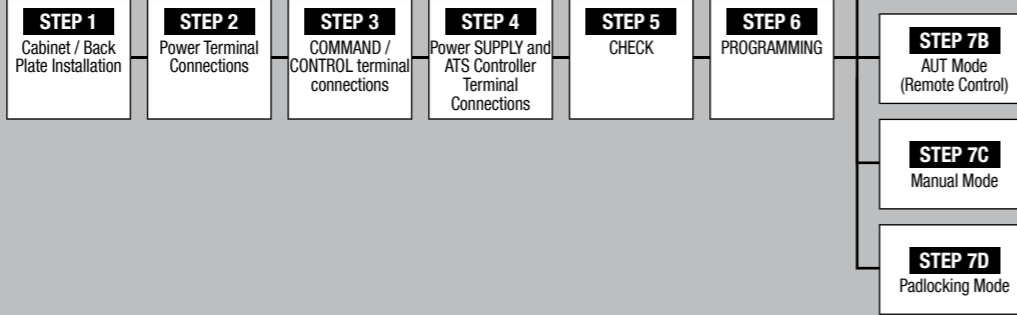 STEP 1
Cabinet / Back
Plate Installation
STEP 2
Power Terminal
Connections
STEP 3
COMMAND /
CONTROL terminal
connections
STEP 4
Power SUPPLY and
ATS Controller
Terminal
Connections
STEP 5
CHECK
STEP 6
PROGRAMMING
STEP 7B
AUT Mode
(Remote Control)
STEP 7C
Manual Mode
STEP 7D
Padlocking Mode